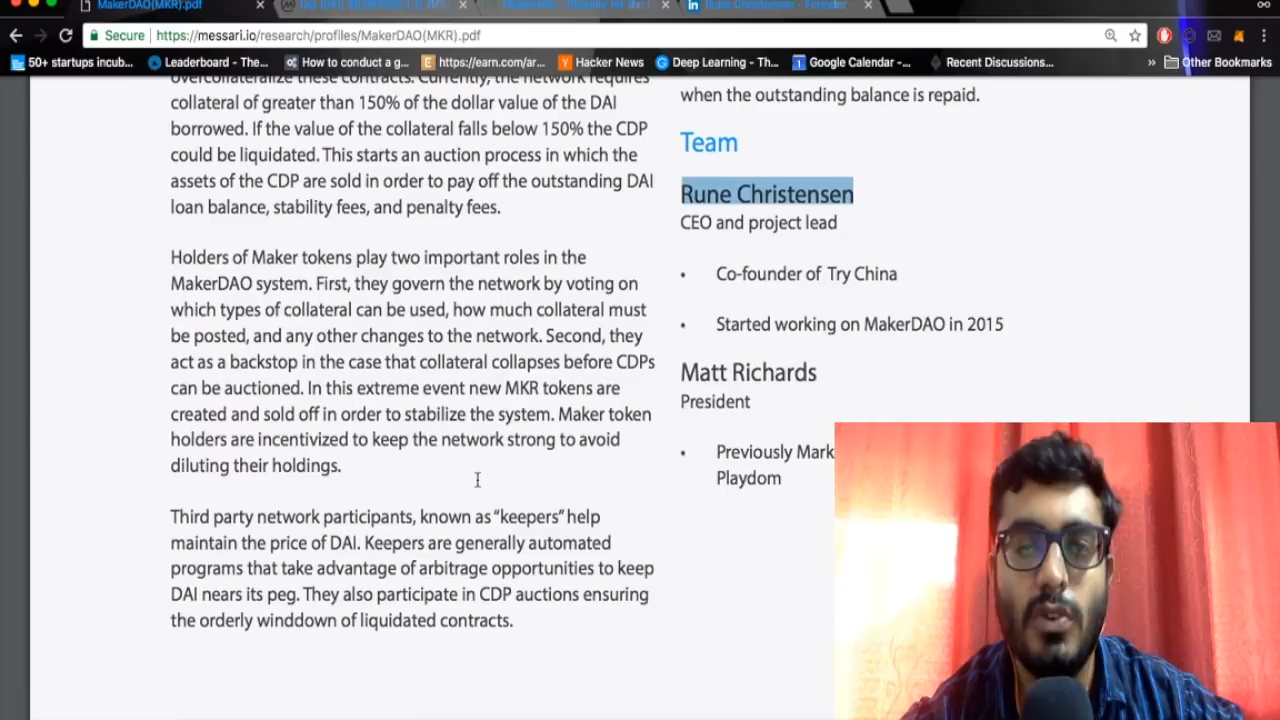 MakerDAO(MKR).pdf
Rune Christensen - Founder
Secure | https://messari.io/research/profiles/MakerDAO(MKR).pdf
50+ startups incub... Leaderboard - The... How to conduct a g... https://earn.com/ar... Hacker News Deep Learning - Th... Google Calendar -... Recent Discussions... » Other Bookmarks
overcollateralize these contracts. Currently, the network requires
collateral of greater than 150% of the dollar value of the DAI
borrowed. If the value of the collateral falls below 150% the CDP
could be liquidated. This starts an auction process in which the
assets of the CDP are sold in order to pay off the outstanding DAI
loan balance, stability fees, and penalty fees.
Holders of Maker tokens play two important roles in the
MakerDAO system. First, they govern the network by voting on
which types of collateral can be used, how much collateral must
be posted, and any other changes to the network. Second, they
act as a backstop in the case that collateral collapses before CDPs
can be auctioned. In this extreme event new MKR tokens are
created and sold off in order to stabilize the system. Maker token
holders are incentivized to keep the network strong to avoid
diluting their holdings.
Third party network participants, known as “keepers” help
maintain the price of DAI. Keepers are generally automated
programs that take advantage of arbitrage opportunities to keep
DAI nears its peg. They also participate in CDP auctions ensuring
the orderly winddown of liquidated contracts.
when the outstanding balance is repaid.
Team
Rune Christensen
CEO and project lead
• Co-founder of Try China
• Started working on MakerDAO in 2015
Matt Richards
President
• Previously Mark
Playdom